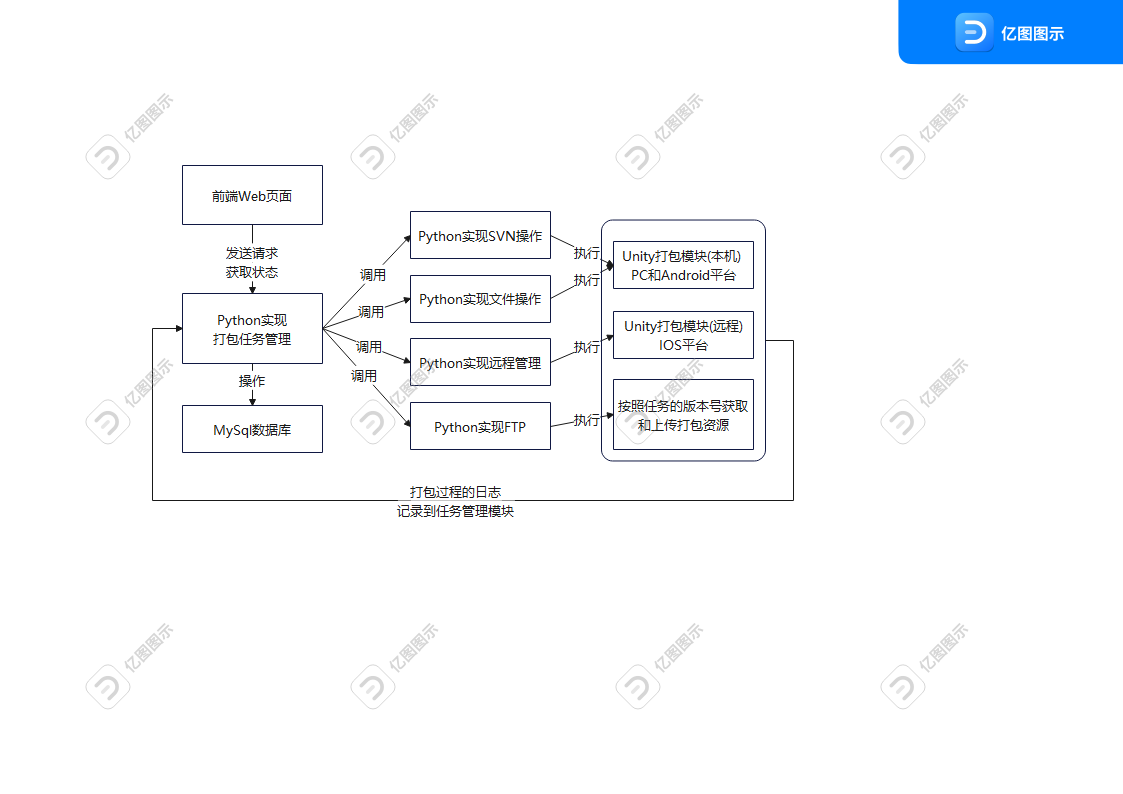 亿图图示
亿图图示
亿图图示
亿图图示
亿图图示
前端Web页面
发送请求
获取状态
Python实现
打包任务管理
操作
MySql数据库
调用
调用
调用
调用
Python实现SVN操作
Python实现文件操作
Python实现远程管理
Python实现FTP
执行
执行
执行
执行
Unity打包模块(本机)
PC和Android平台
Unity打包模块(远程)
IOS平台
按照任务的版本号获取
和上传打包资源
打包过程的日志
记录到任务管理模块
亿图图示
亿图图示
亿图图示
亿图图示
亿图图示
亿图图示
亿图图示
亿图图示